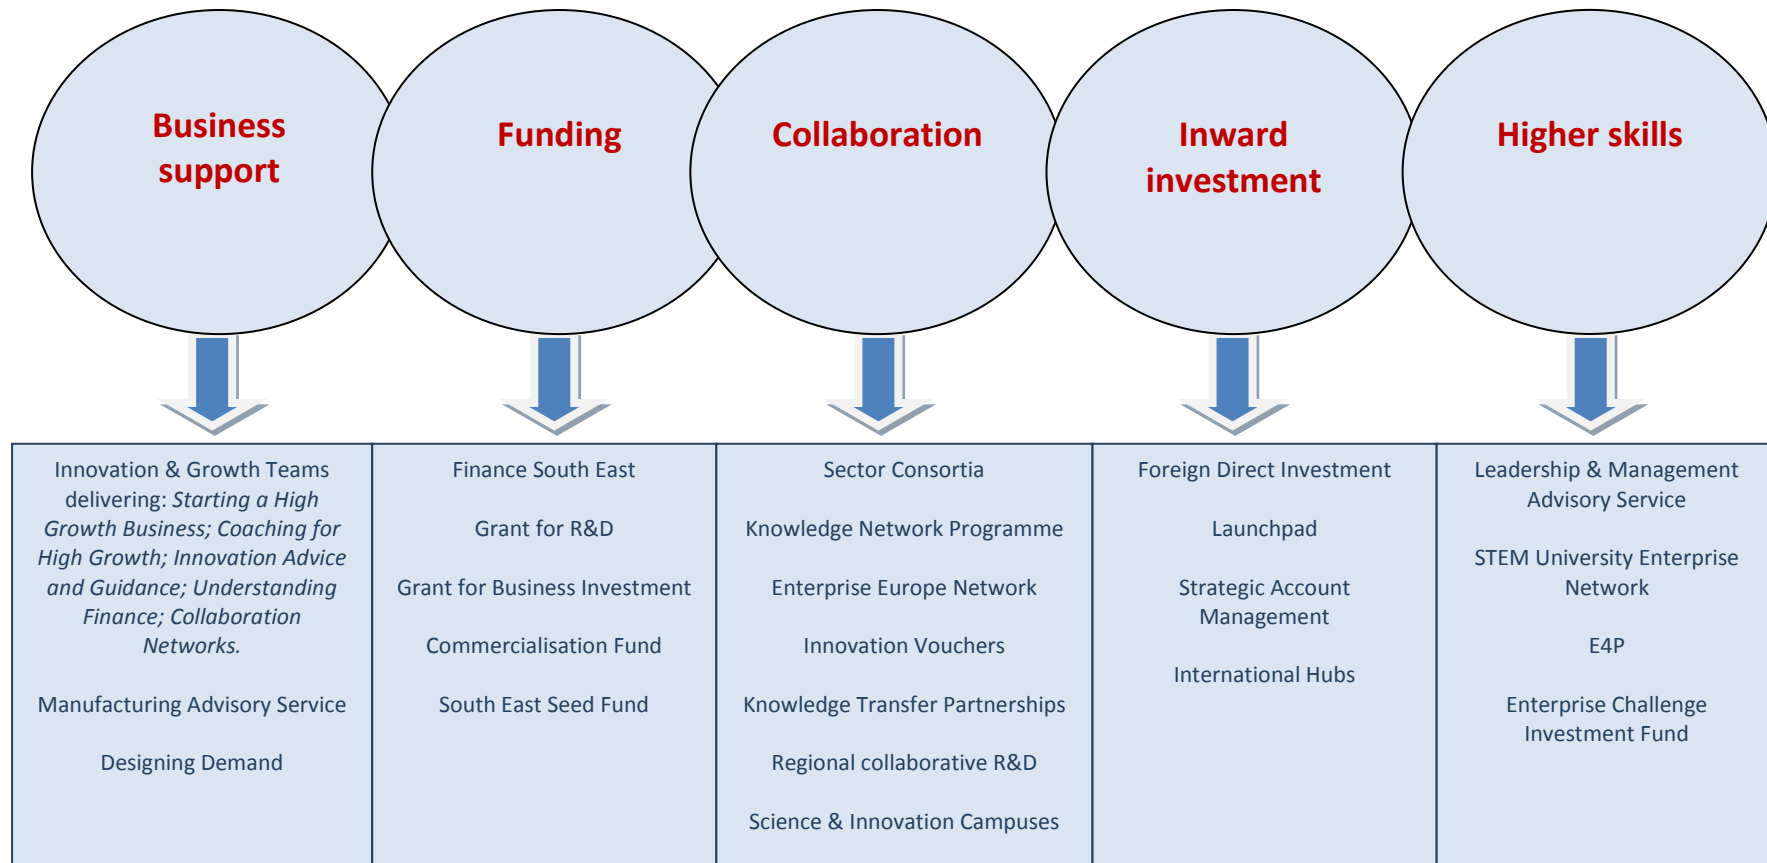 Business
support
Funding
Collaboration
Inward
investment
Higher skills
Innovation & Growth Teams
delivering: Starting a High
Growth Business; Coaching for
High Growth; Innovation Advice
and Guidance; Understanding
Finance; Collaboration
Networks.
Manufacturing Advisory Service
Designing Demand
Finance South East
Grant for R&D
Grant for Business Investment
Commercialisation Fund
South East Seed Fund
Sector Consortia
Knowledge Network Programme
Enterprise Europe Network
Innovation Vouchers
Knowledge Transfer Partnerships
Regional collaborative R&D
Science & Innovation Campuses
Foreign Direct Investment
Launchpad
Strategic Account
Management
International Hubs
Leadership & Management
Advisory Service
STEM University Enterprise
Network
E4P
Enterprise Challenge
Investment Fund